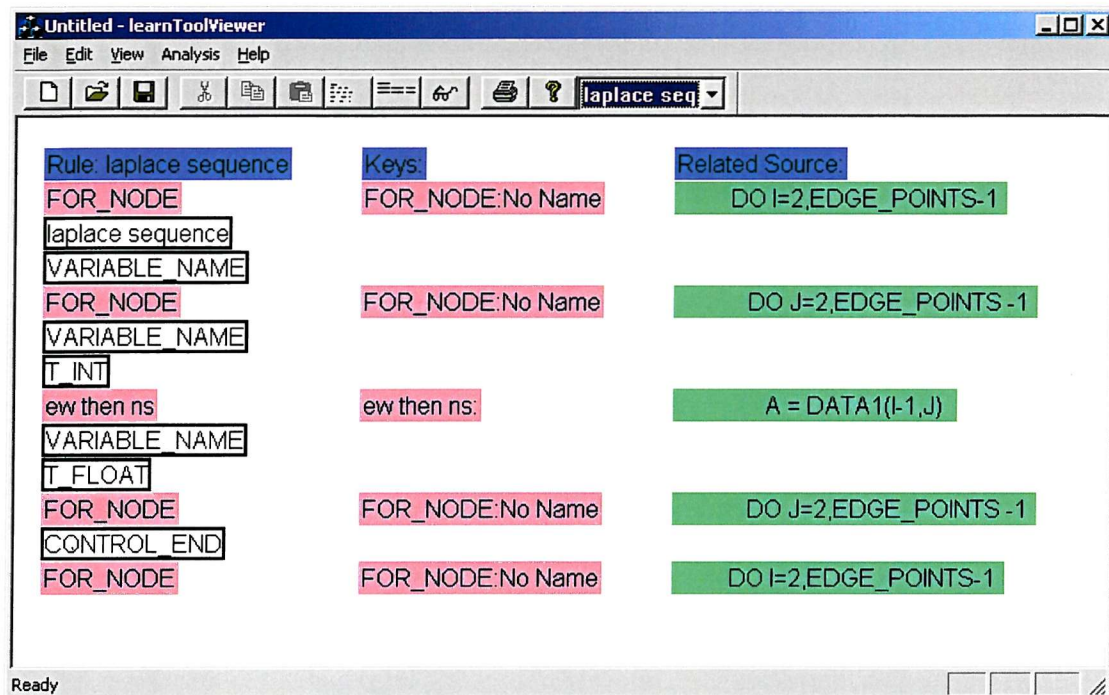 Untitled - learnToolViewer
File Edit View Analysis Help
laplace seq
Rule: laplace sequence Keys: Related Source:
FOR_NODE FOR_NODE:No Name DO I=2,EDGE_POINTS-1
laplace sequence
VARIABLE_NAME
FOR_NODE FOR_NODE:No Name DO J=2,EDGE_POINTS -1
VARIABLE_NAME
T_INT
ew then ns ew then ns: A = DATA1(I-1,J)
VARIABLE_NAME
T_FLOAT
FOR_NODE FOR_NODE:No Name DO J=2,EDGE_POINTS -1
CONTROL_END
FOR_NODE FOR_NODE:No Name DO I=2,EDGE_POINTS-1
Ready